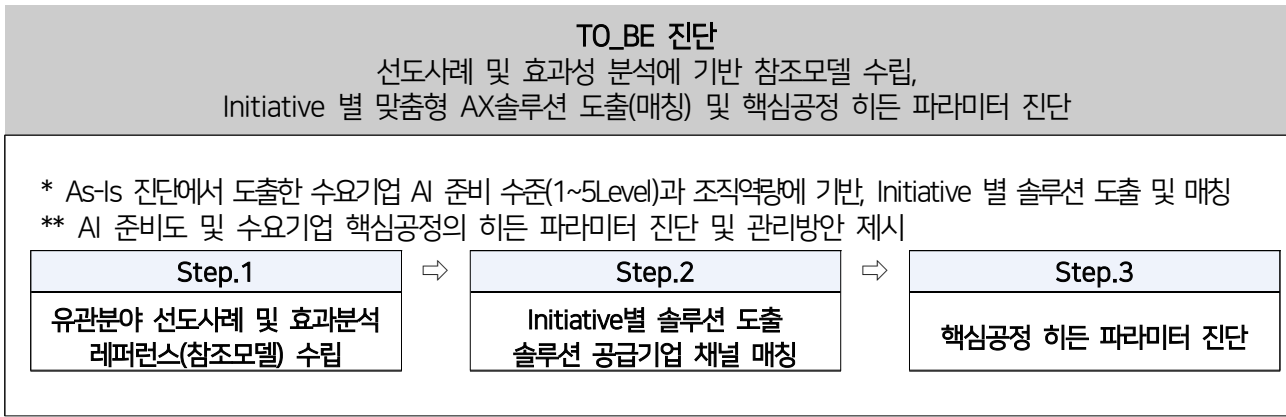 TO_BE 진단
선도사례 및 효과성 분석에 기반 참조모델 수립,
Initiative 별 맞춤형 AX솔루션 도출(매칭) 및 핵심공정 히든 파라미터 진단
* As-Is 진단에서 도출한 수요기업 AI 준비 수준(1~5Level)과 조직역량에 기반, Initiative 별 솔루션 도출 및 매칭
** AI 준비도 및 수요기업 핵심공정의 히든 파라미터 진단 및 관리방안 제시
Step.1 ⇨ Step.2 ⇨ Step.3
유관분야 선도사례 및 효과분석
레퍼런스(참조모델) 수립
Initiative별 솔루션 도출
솔루션 공급기업 채널 매칭
핵심공정 히든 파라미터 진단